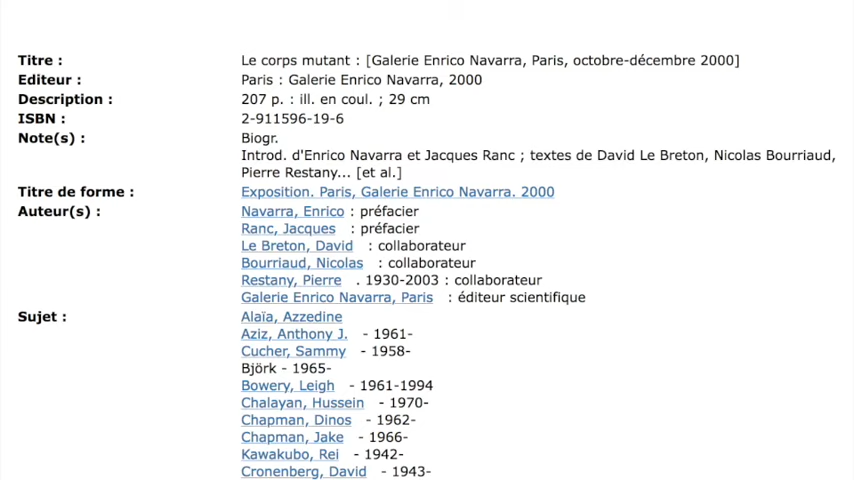 Titre : Le corps mutant : [Galerie Enrico Navarra, Paris, octobre-décembre 2000]
Editeur : Paris : Galerie Enrico Navarra, 2000
Description : 207 p. : ill. en coul. ; 29 cm
ISBN : 2-911596-19-6
Note(s) : Biogr.
Introd. d'Enrico Navarra et Jacques Ranc ; textes de David Le Breton, Nicolas Bourriaud,
Pierre Restany... [et al.]
Titre de forme : Exposition. Paris, Galerie Enrico Navarra. 2000
Auteur(s) : Navarra, Enrico : préfacier
Ranc, Jacques : préfacier
Le Breton, David : collaborateur
Bourriaud, Nicolas : collaborateur
Restany, Pierre . 1930-2003 : collaborateur
Galerie Enrico Navarra, Paris : éditeur scientifique
Sujet : Alaïa, Azzedine
Aziz, Anthony J. - 1961-
Cucher, Sammy - 1958-
Björk - 1965-
Bowery, Leigh - 1961-1994
Chalayan, Hussein - 1970-
Chapman, Dinos - 1962-
Chapman, Jake - 1966-
Kawakubo, Rei - 1942-
Cronenberg, David - 1943-